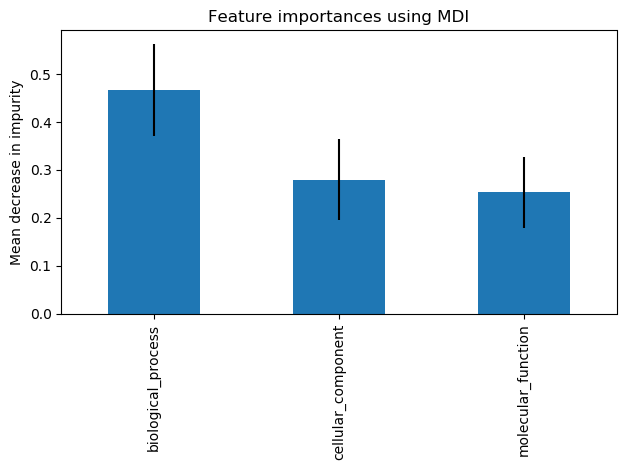 Feature importances using MDI
Mean decrease in impurity
0.5
0.4
0.3
0.2
0.1
0.0
biological_process
cellular_component
molecular_function